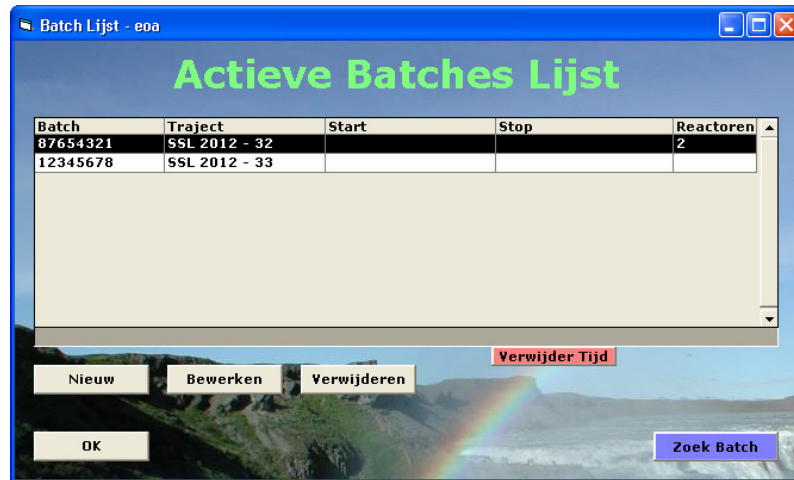 Batch Lijst - eoa
Actieve Batches Lijst
Batch Traject Start Stop Reactoren
87654321 SSL 2012 - 32 2
12345678 SSL 2012 - 33
Verwijder Tijd
Nieuw Bewerken Verwijderen
OK Zoek Batch